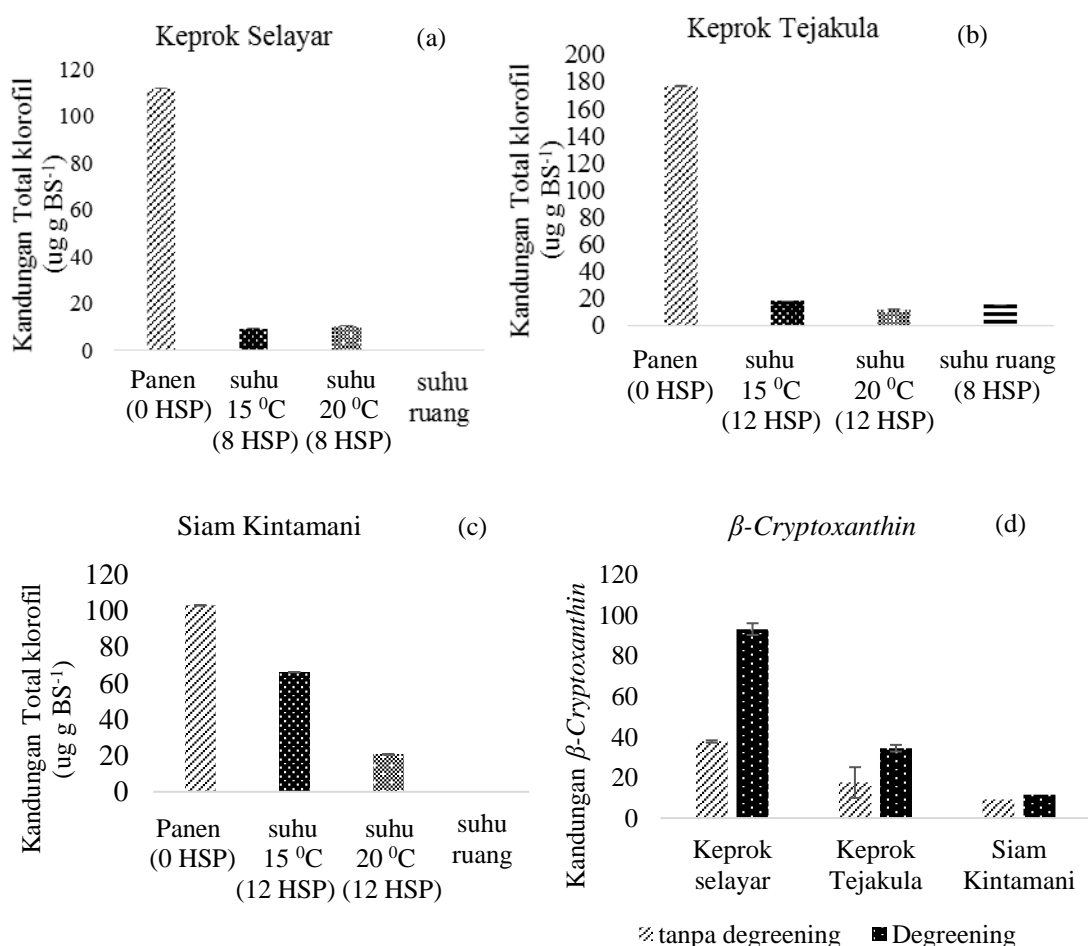 Keprok Selayar
(a)
Kandungan Total klorofil
(ug g BS-1)
120
100
80
60
40
20
0
Panen
(0 HSP)
suhu
15 ⁰C
(8 HSP)
suhu
20 ⁰C
(8 HSP)
suhu
ruang
Keprok Tejakula
(b)
Kandungan Total klorofil
(ug g BS-1)
200
180
160
140
120
100
80
60
40
20
0
Panen
(0 HSP)
suhu
15 ⁰C
(12 HSP)
suhu
20 ⁰C
(12 HSP)
suhu ruang
(8 HSP)
Siam Kintamani
(c)
Kandungan Total klorofil
(ug g BS-1)
120
100
80
60
40
20
0
Panen
(0 HSP)
suhu
15 ⁰C
(12 HSP)
suhu
20 ⁰C
(12 HSP)
suhu
ruang
β-Cryptoxanthin
(d)
Kandungan β-Cryptoxanthin
120
100
80
60
40
20
0
Keprok
selayar
Keprok
Tejakula
Siam
Kintamani
tanpa degreening
Degreening